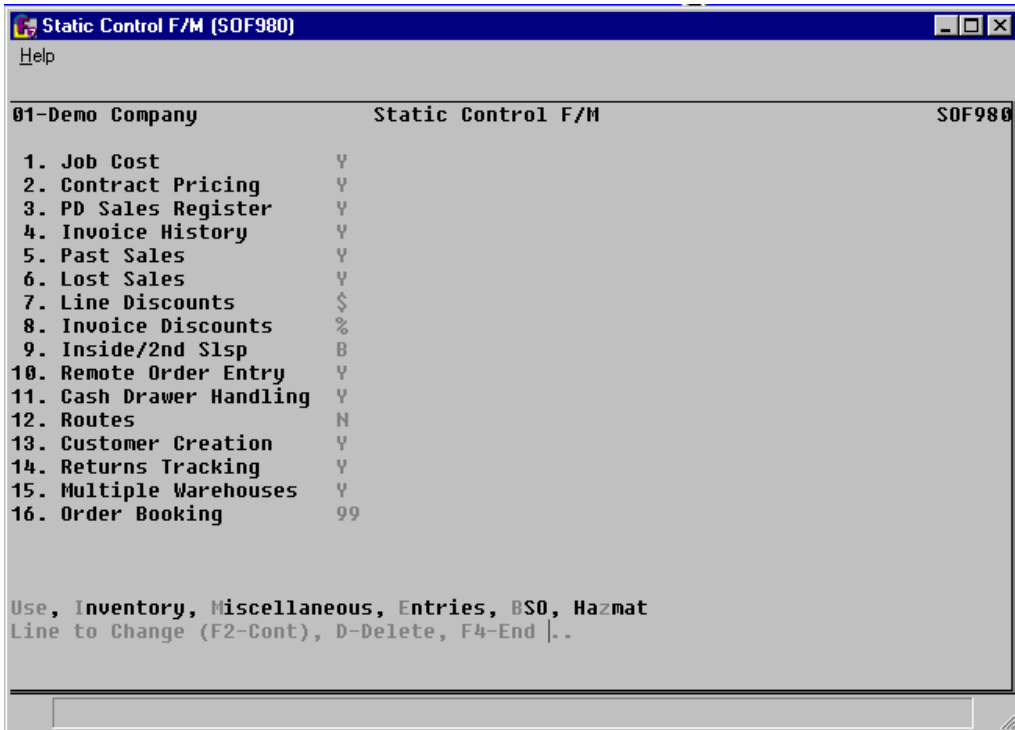 Static Control F/M (SOF980)
Help
01-Demo Company Static Control F/M SOF980
1. Job Cost Y
2. Contract Pricing Y
3. PD Sales Register Y
4. Invoice History Y
5. Past Sales Y
6. Lost Sales Y
7. Line Discounts $
8. Invoice Discounts %
9. Inside/2nd Slsp B
10. Remote Order Entry Y
11. Cash Drawer Handling Y
12. Routes N
13. Customer Creation Y
14. Returns Tracking Y
15. Multiple Warehouses Y
16. Order Booking 99
Use, Inventory, Miscellaneous, Entries, BSO, Hazmat
Line to Change (F2-Cont), D-Delete, F4-End ..